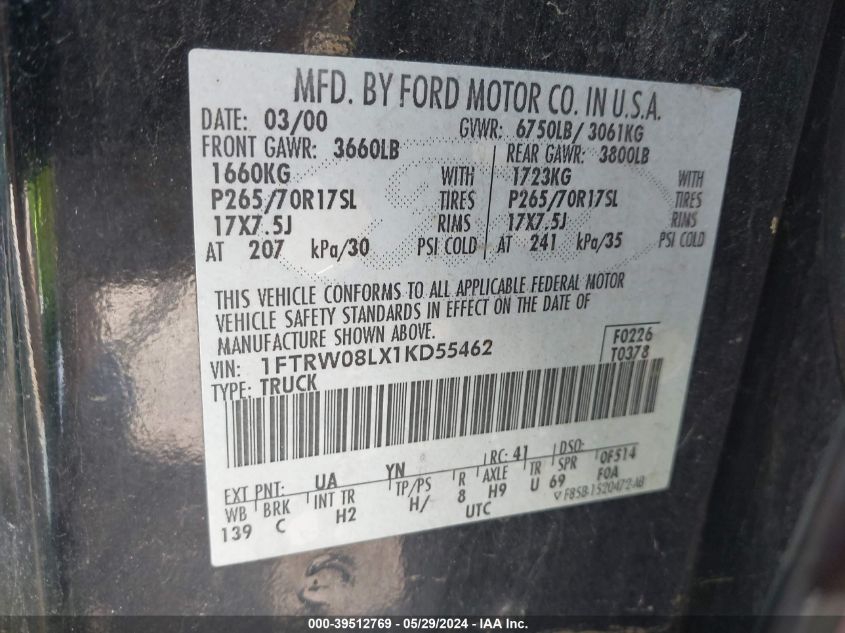 MFD. BY FORD MOTOR CO. IN U.S.A.
DATE: 03/00 GVWR: 6750LB/ 3061KG
FRONT GAWR: 3660LB REAR GAWR: 3800LB
1660KG WITH 1723KG WITH
P265/70R17SL TIRES P265/70R17SL TIRES
17X7.5J RIMS 17X7.5J RIMS
AT 207 kPa/30 PSI COLD AT 241 kPa/35 PSI COLD
THIS VEHICLE CONFORMS TO ALL APPLICABLE FEDERAL MOTOR
VEHICLE SAFETY STANDARDS IN EFFECT ON THE DATE OF
MANUFACTURE SHOWN ABOVE.
VIN: 1FTRW08LX1KD55462 F0226
TYPE: TRUCK T0378
EXT PNT: UA YN RC: 41 DSO: 0F514
WB BRK INT TR TP/PS R AXLE TR SPR F0A
139 C H2 H/ 8 H9 U 69
UTC ▽ F85B-1520472-AB
000-39512769 - 05/29/2024 - IAA Inc.